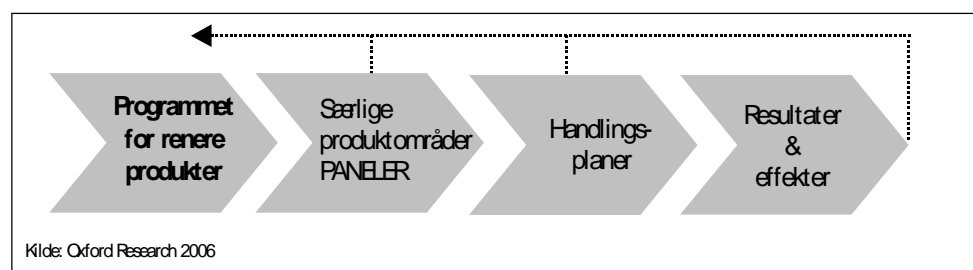 Programmet
for renere
produkter
Særlige
produktområder
PANELER
Handlings-
planer
Resultater
&
effekter
Kilde: Oxford Research 2006